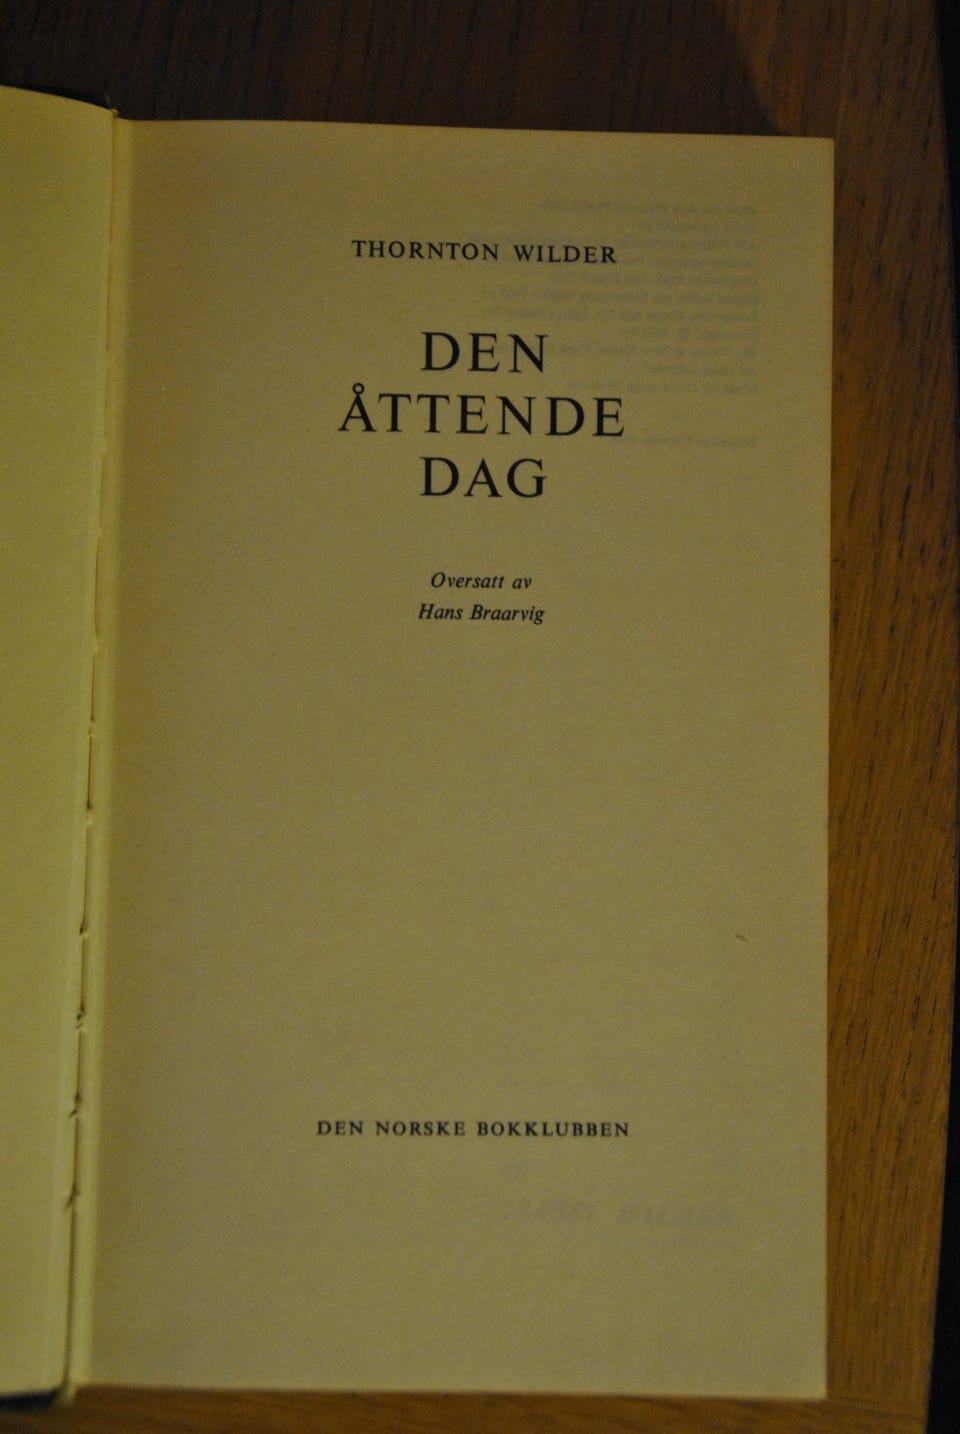 THORNTON WILDER
DEN
ÅTTENDE
DAG
Oversatt av
Hans Braarvig
DEN NORSKE BOKKLUBBEN